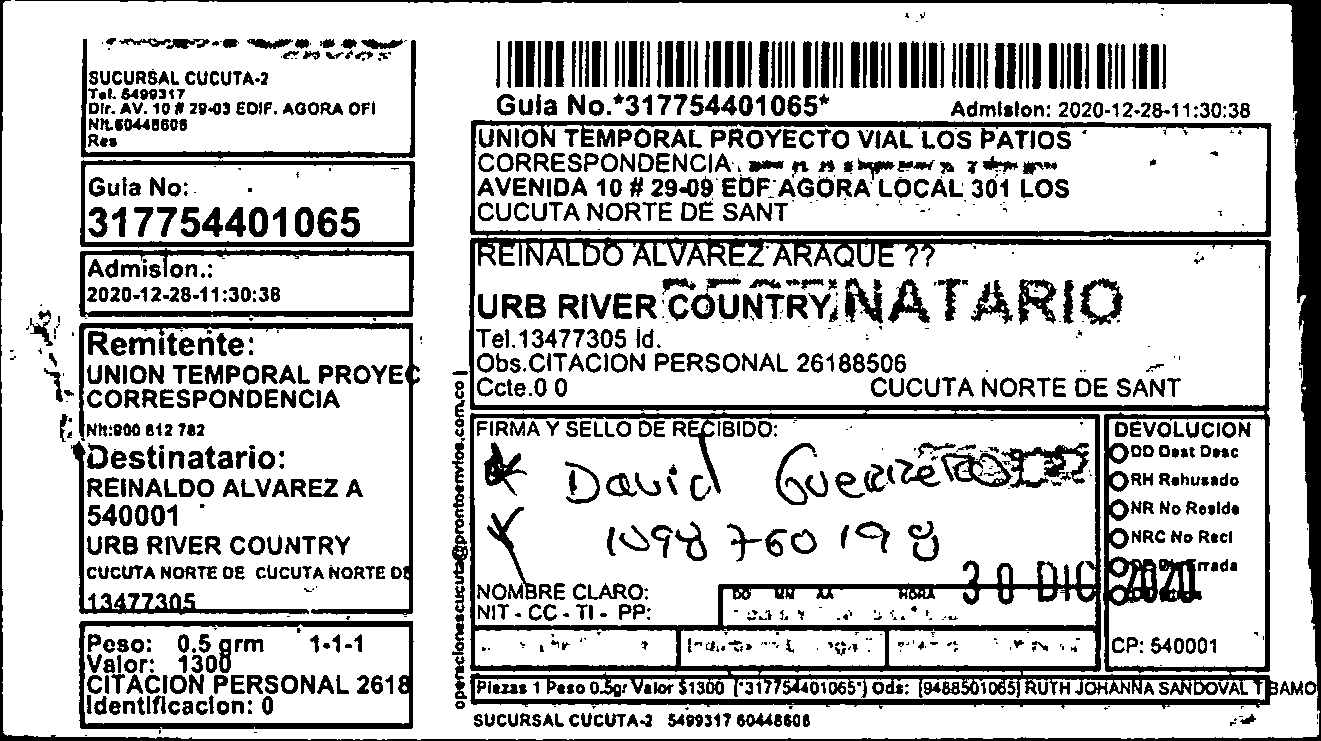 SUCURSAL CUCUTA-2
Tel. 5499317
Dir. AV. 10 # 29-03 EDIF. AGORA OFI
Nit.60448606
Res
Guia No:
317754401065
Admision.:
2020-12-28-11:30:38
Remitente:
UNION TEMPORAL PROYEC
CORRESPONDENCIA
Nit:900 612 782
Destinatario:
REINALDO ALVAREZ A
540001
URB RIVER COUNTRY
CUCUTA NORTE DE CUCUTA NORTE DE
13477305
Peso: 0.5 grm 1-1-1
Valor: 1300
CITACION PERSONAL 2618
Identificacion: 0
operacionescucuta@prontoenvios.com.co |
Guia No.*317754401065* Admision: 2020-12-28-11:30:38
UNION TEMPORAL PROYECTO VIAL LOS PATIOS
CORRESPONDENCIA
AVENIDA 10 # 29-09 EDF AGORA LOCAL 301 LOS
CUCUTA NORTE DE SANT
REINALDO ALVAREZ ARAQUE ??
URB RIVER COUNTRY
NATARIO
Tel.13477305 Id.
Obs.CITACION PERSONAL 26188506
Ccte.0 0 CUCUTA NORTE DE SANT
FIRMA Y SELLO DE RECIBIDO:
David Guerrero
1098760198
NOMBRE CLARO:
NIT - CC - TI - PP:
DD MM AA HORA
30 DIC 2020
DEVOLUCION
DD Dest Desc
RH Rehusado
NR No Reside
NRC No Recl
Errada
CP: 540001
Piezas 1 Peso 0.5gr Valor $1300 [*317754401065*] Ods: [9488501065] RUTH JOHANNA SANDOVAL T BAMO
SUCURSAL CUCUTA-2 5499317 60448606